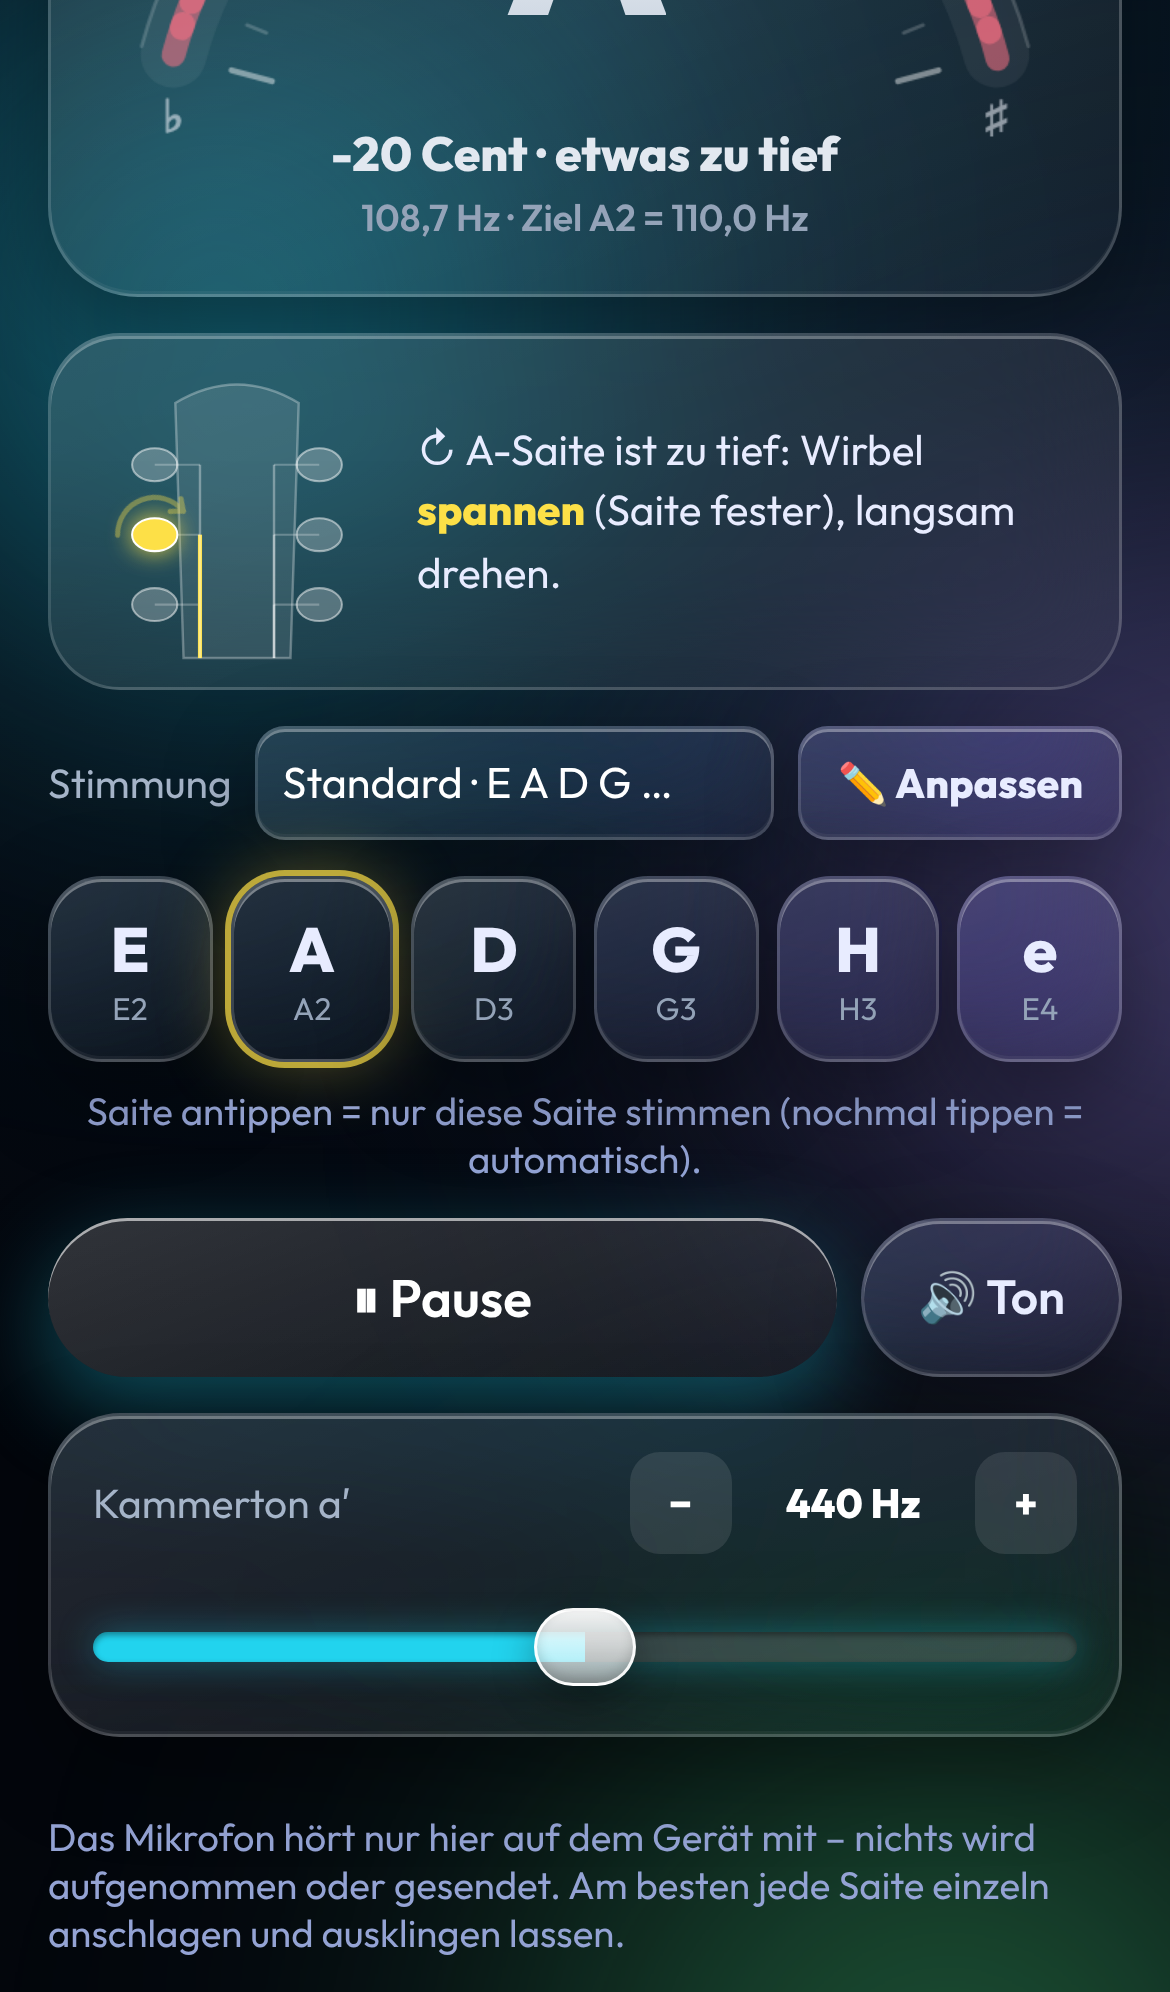 ♭
♯
-20 Cent · etwas zu tief
108,7 Hz · Ziel A2 = 110,0 Hz
↻ A-Saite ist zu tief: Wirbel
spannen (Saite fester), langsam
drehen.
Stimmung
Standard · E A D G ...
✏️ Anpassen
E
A
D
G
H
e
E2
A2
D3
G3
H3
E4
Saite antippen = nur diese Saite stimmen (nochmal tippen =
automatisch).
⏸ Pause
🔊 Ton
Kammerton a′
−
440 Hz
+
Das Mikrofon hört nur hier auf dem Gerät mit – nichts wird
aufgenommen oder gesendet. Am besten jede Saite einzeln
anschlagen und ausklingen lassen.